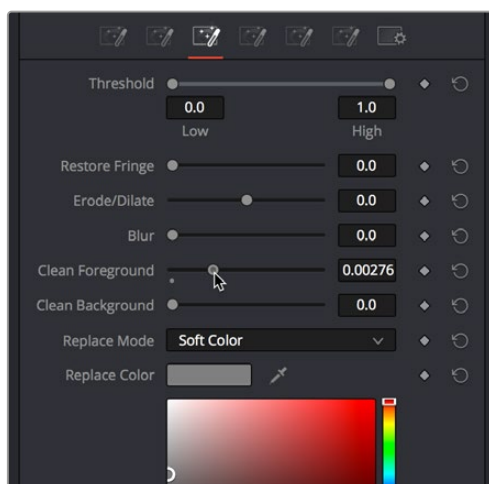 Threshold
0.0 1.0
Low High
Restore Fringe 0.0
Erode/Dilate 0.0
Blur 0.0
Clean Foreground 0.00276
Clean Background 0.0
Replace Mode Soft Color
Replace Color